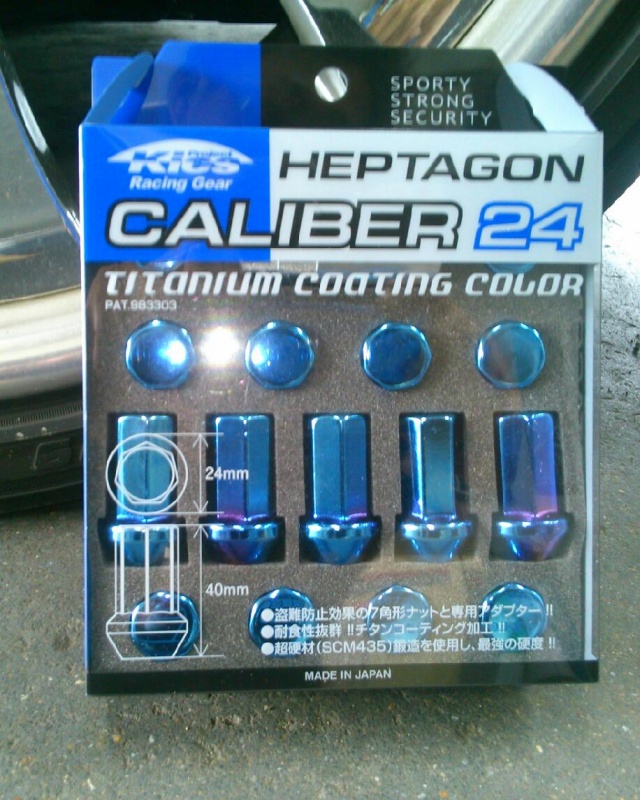 SPORTY
STRONG
SECURITY
KICS
Racing Gear
HEPTAGON
CALIBER 24
TITANIUM COATING COLOR
PAT.983303
24mm
40mm
●盗難防止効果の7角形ナットと専用アダプター!!
●耐食性抜群!!チタンコーティング加工!!
●超硬材(SCM435)鍛造を使用し、最強の硬度!!
MADE IN JAPAN